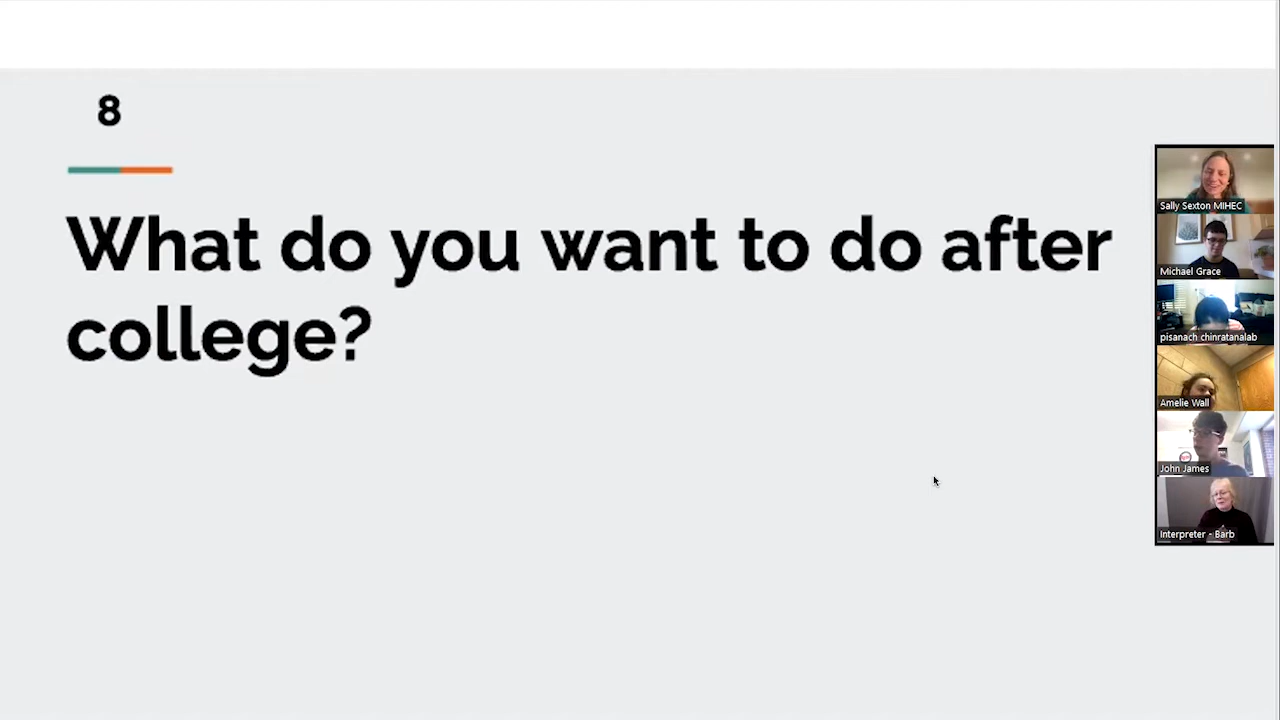 8
What do you want to do after
college?
Sally Sexton MIHEC
Michael Grace
pisanach chinratanalab
Amelie Wall
John James
Interpreter - Barb